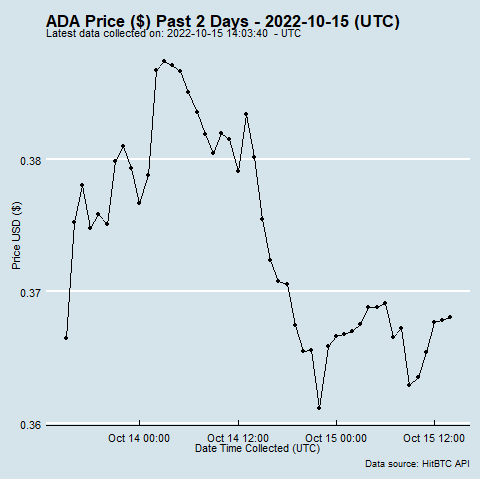 ADA Price ($) Past 2 Days - 2022-10-15 (UTC)
Latest data collected on: 2022-10-15 14:03:40  - UTC
Price USD ($)
0.38
0.37
0.36
Oct 14 00:00 Oct 14 12:00 Oct 15 00:00 Oct 15 12:00
Date Time Collected (UTC)
Data source: HitBTC API